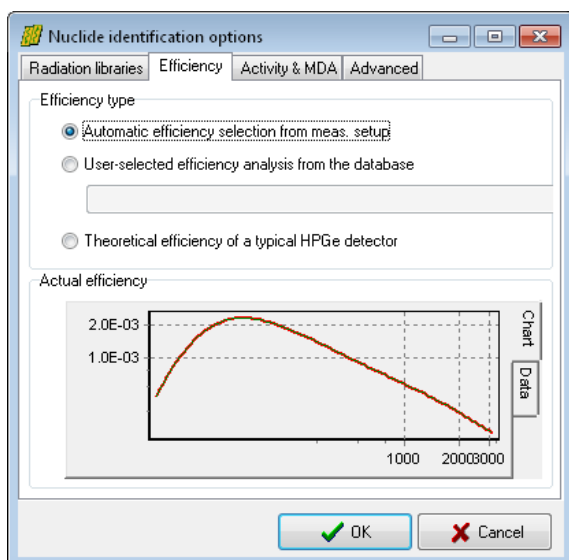 Nuclide identification options
Radiation libraries Efficiency Activity & MDA Advanced
Efficiency type
Automatic efficiency selection from meas. setup
User-selected efficiency analysis from the database
Theoretical efficiency of a typical HPGe detector
Actual efficiency
2.0E-03
1.0E-03
1000 2000 3000
Chart
Data
OK Cancel